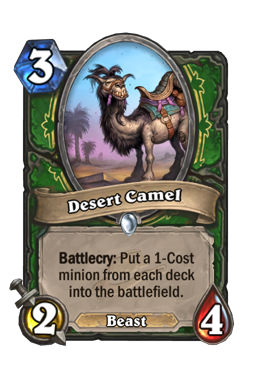 3
Desert Camel
Battlecry: Put a 1-Cost
minion from each deck
into the battlefield.
2
Beast
4